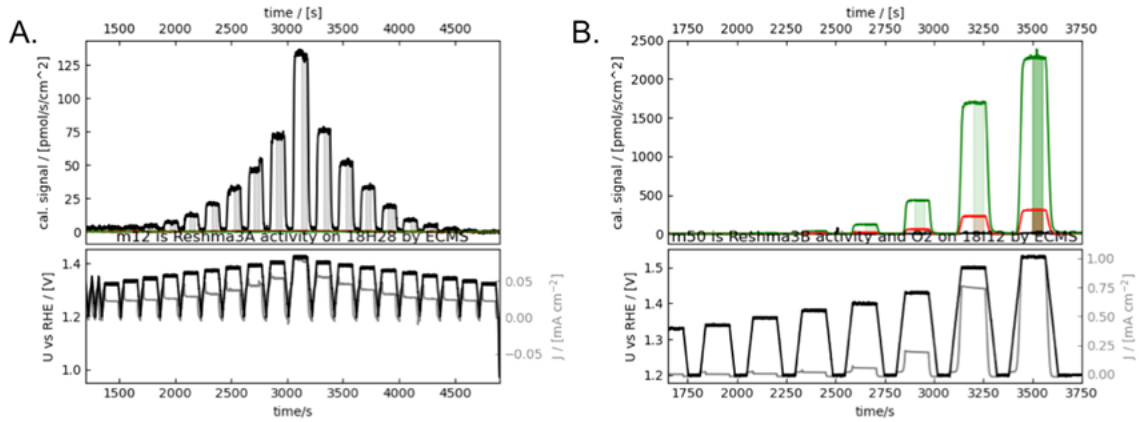 A.
time / [s]
1500 2000 2500 3000 3500 4000 4500
cal. signal / [pmol/s/cm^2]
125
100
75
50
25
0
m12 is Reshma3A activity on 18H28 by ECMS
U vs RHE / [V]
1.4
1.2
1.0
J / [mA cm⁻²]
0.05
0.00
−0.05
1500 2000 2500 3000 3500 4000 4500
time/s
B.
time / [s]
1750 2000 2250 2500 2750 3000 3250 3500 3750
cal. signal / [pmol/s/cm^2]
2500
2000
1500
1000
500
0
m50 is Reshma3B activity and O2 on 18I12 by ECMS
U vs RHE / [V]
1.5
1.4
1.3
1.2
J / [mA cm⁻²]
1.00
0.75
0.50
0.25
0.00
1750 2000 2250 2500 2750 3000 3250 3500 3750
time/s